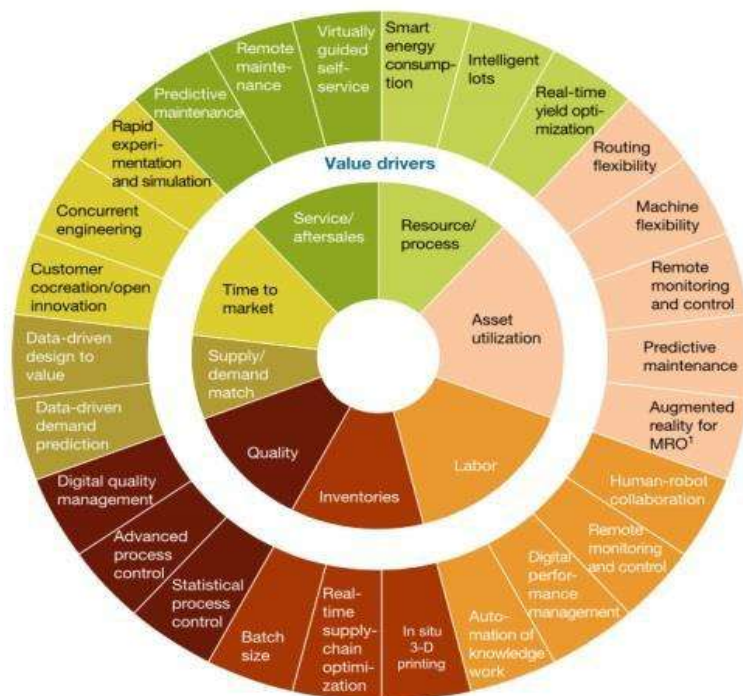 Virtually
guided
self-
service
Smart
energy
consump-
tion
Intelligent
lots
Real-time
yield opti-
mization
Routing
flexibility
Machine
flexibility
Remote
monitoring
and control
Predictive
maintenance
Augmented
reality for
MRO¹
Human-robot
collaboration
Remote
monitoring
and control
Digital
perfor-
mance
management
Auto-
mation of
knowledge
work
In situ
3-D
printing
Real-
time
supply-
chain
optimi-
zation
Batch
size
Statistical
process
control
Advanced
process
control
Digital quality
management
Data-driven
demand
prediction
Data-driven
design to
value
Customer
cocreation/open
innovation
Concurrent
engineering
Rapid
experi-
mentation
and simulation
Predictive
maintenance
Remote
mainte-
nance
Value drivers
Service/
aftersales
Resource/
process
Asset
utilization
Labor
Inventories
Quality
Supply/
demand
match
Time to
market